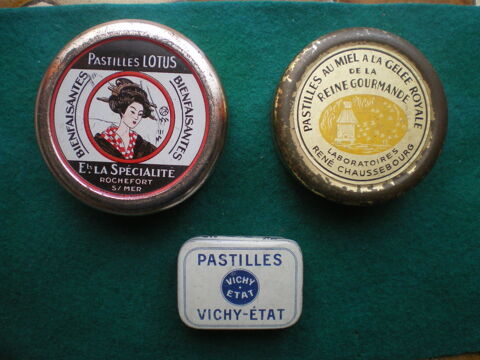 PASTILLES LOTUS
BIENFAISANTES
BIENFAISANTES
Ets LA SPÉCIALITÉ
ROCHEFORT
S/ MER
PASTILLES AU MIEL A LA GELÉE ROYALE
DE LA
REINE GOURMANDE
LABORATOIRES
RENÉ CHAUSSEBOURG
PASTILLES
VICHY
ETAT
VICHY-ÉTAT